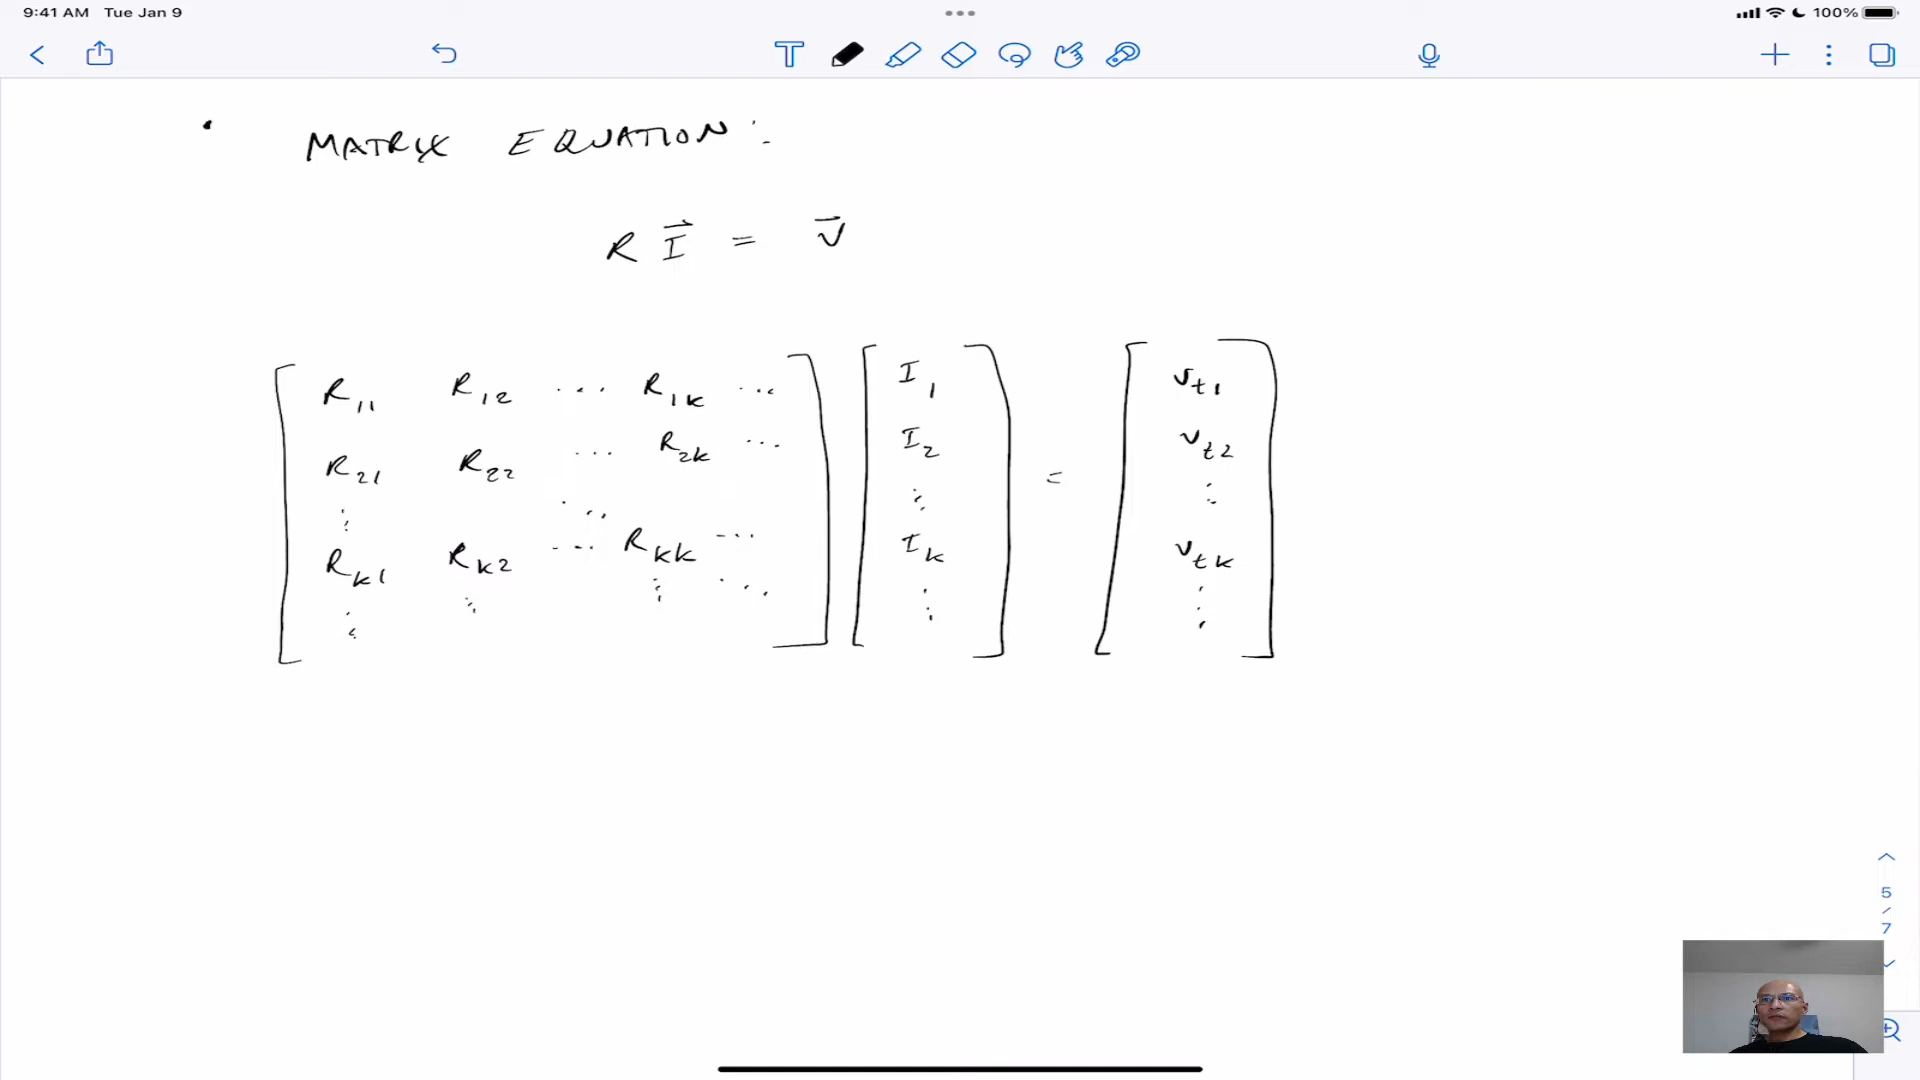 9:41 AM Tue Jan 9 100%
• MATRIX EQUATION:
R I⃗ = V⃗
R11 R12 ... R1k ... I1 Vt1
R21 R22 ... R2k ... I2 = Vt2
⋮ ⋱ ⋮ ⋮
Rk1 Rk2 ... Rkk ... Ik Vtk
⋮ ⋮ ⋮ ⋱ ⋮ ⋮
5
/
7